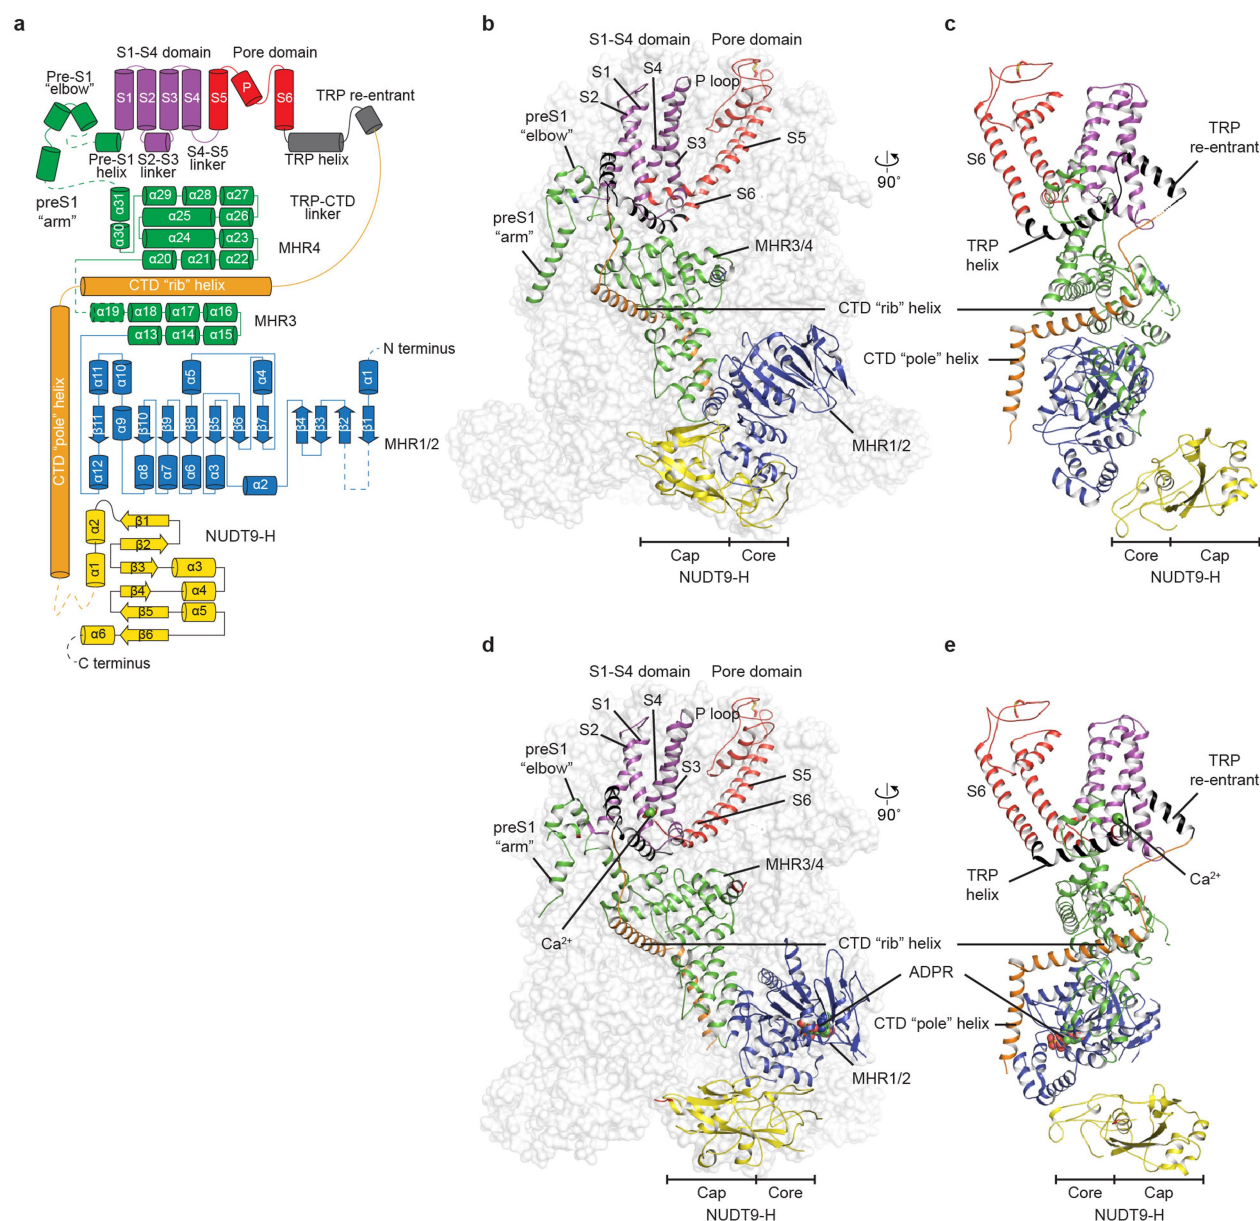 a
S1-S4 domain
Pore domain
Pre-S1
"elbow"
S1
S2
S3
S4
S5
P
S6
TRP re-entrant
Pre-S1
helix
S2-S3
linker
S4-S5
linker
TRP helix
preS1
"arm"
α31
α30
α29
α28
α27
α25
α26
α24
α23
α20
α21
α22
TRP-CTD
linker
MHR4
CTD "rib" helix
α19
α18
α17
α16
α13
α14
α15
MHR3
CTD "pole" helix
N terminus
α11
α10
α5
α4
α1
β11
α9
β10
β9
β8
β5
β6
β7
β4
β3
β2
β1
MHR1/2
α12
α8
α7
α6
α3
α2
NUDT9-H
α2
β1
β2
α1
β3
α3
β4
α4
β5
α5
α6
β6
C terminus
b
S1-S4 domain
Pore domain
S1
S4
P loop
S2
preS1
"elbow"
S3
S5
S6
preS1
"arm"
MHR3/4
90°
CTD "rib" helix
CTD "pole" helix
MHR1/2
Cap
Core
NUDT9-H
c
S6
TRP
re-entrant
TRP
helix
Core
Cap
NUDT9-H
d
S1-S4 domain
Pore domain
S1
S4
P loop
S2
preS1
"elbow"
S3
S5
S6
preS1
"arm"
MHR3/4
90°
Ca²⁺
CTD "rib" helix
ADPR
CTD "pole" helix
MHR1/2
Cap
Core
NUDT9-H
e
S6
TRP
re-entrant
TRP
helix
Ca²⁺
Core
Cap
NUDT9-H